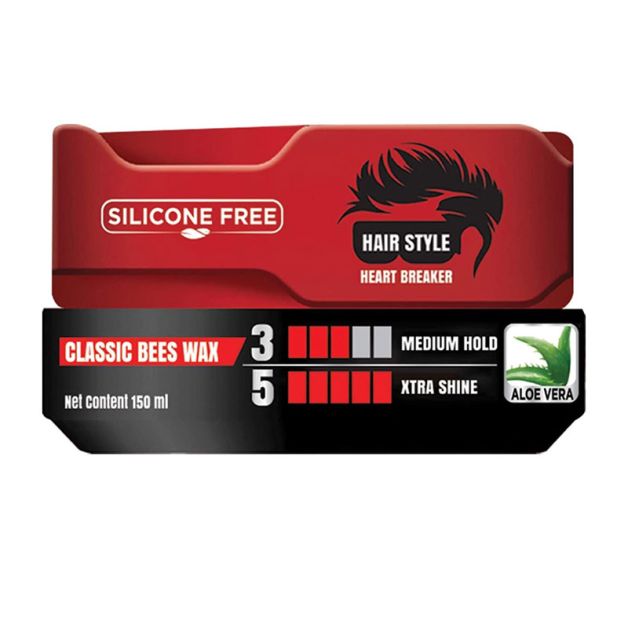 SILICONE FREE
HAIR STYLE
HEART BREAKER
CLASSIC BEES WAX
Net Content 150 ml
3 MEDIUM HOLD
5 XTRA SHINE
ALOE VERA